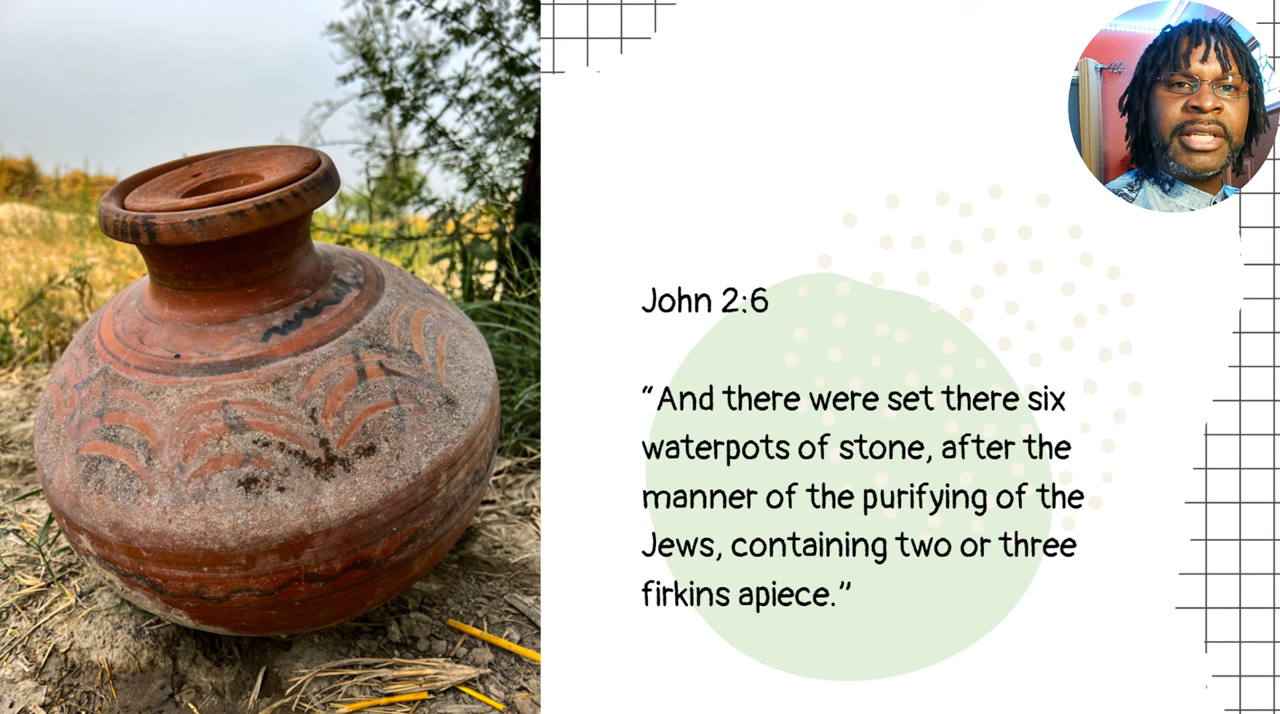 John 2:6
“And there were set there six
waterpots of stone, after the
manner of the purifying of the
Jews, containing two or three
firkins apiece.”